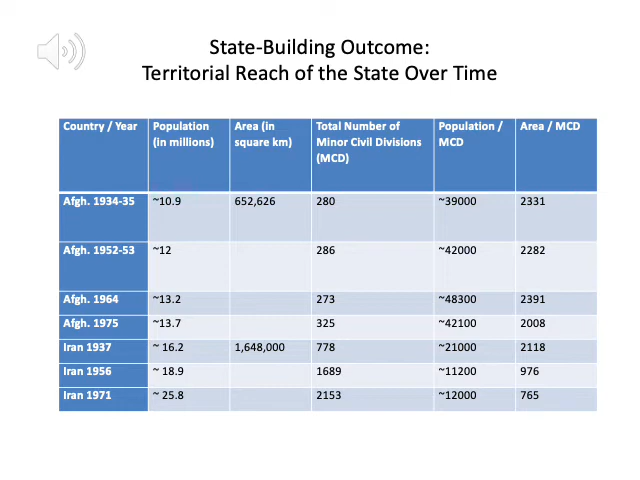 State-Building Outcome:
Territorial Reach of the State Over Time
Country / Year Population (in millions) Area (in square km) Total Number of Minor Civil Divisions (MCD) Population / MCD Area / MCD
Afgh. 1934-35 ~10.9 652,626 280 ~39000 2331
Afgh. 1952-53 ~12 286 ~42000 2282
Afgh. 1964 ~13.2 273 ~48300 2391
Afgh. 1975 ~13.7 325 ~42100 2008
Iran 1937 ~ 16.2 1,648,000 778 ~21000 2118
Iran 1956 ~ 18.9 1689 ~11200 976
Iran 1971 ~ 25.8 2153 ~12000 765